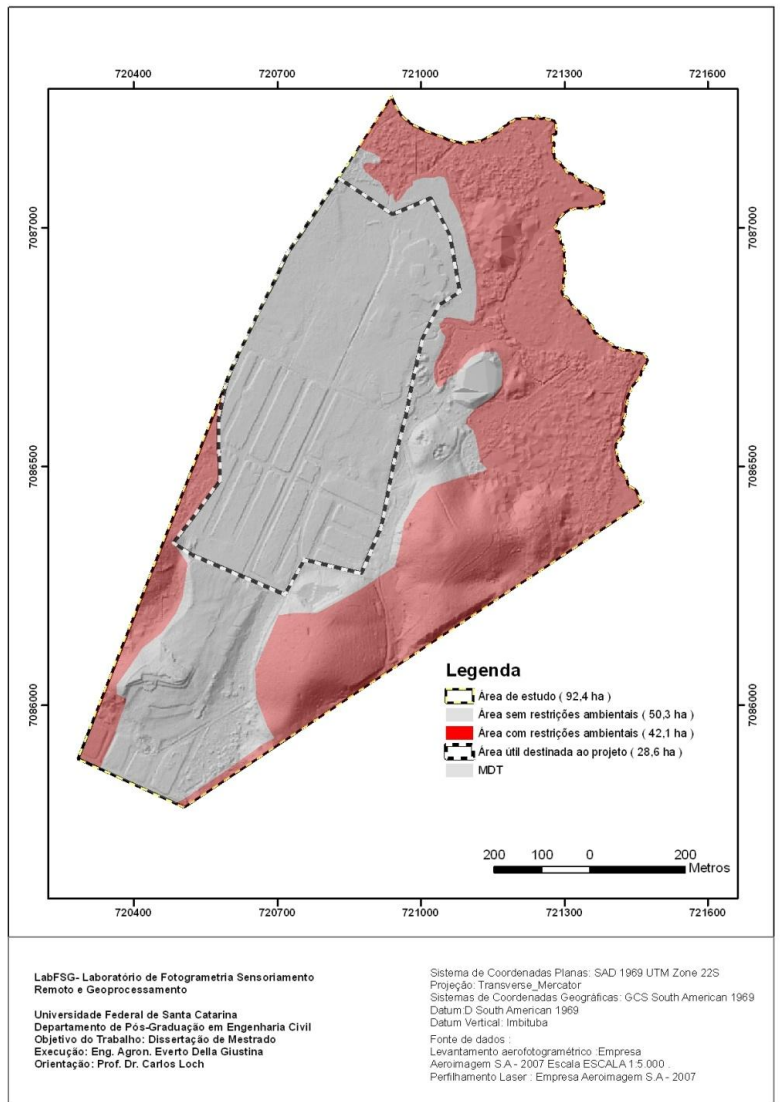 720400 720700 721000 721300 721600
7087000 7087000
7086500 7086500
7086000 7086000
Legenda
Área de estudo ( 92,4 ha )
Área sem restrições ambientais ( 50,3 ha )
Área com restrições ambientais ( 42,1 ha )
Área útil destinada ao projeto ( 28,6 ha )
MDT
200 100 0 200
Metros
720400 720700 721000 721300 721600
LabFSG- Laboratório de Fotogrametria Sensoriamento
Remoto e Geoprocessamento
Universidade Federal de Santa Catarina
Departamento de Pós-Graduação em Engenharia Civil
Objetivo do Trabalho: Dissertação de Mestrado
Execução: Eng. Agron. Everto Della Giustina
Orientação: Prof. Dr. Carlos Loch
Sistema de Coordenadas Planas: SAD 1969 UTM Zone 22S
Projeção: Transverse_Mercator
Sistemas de Coordenadas Geográficas: GCS South American 1969
Datum:D South American 1969
Datum Vertical: Imbituba
Fonte de dados :
Levantamento aerofotogramétrico :Empresa
Aeroimagem S.A - 2007 Escala ESCALA 1:5.000 .
Perfilhamento Laser : Empresa Aeroimagem S.A - 2007